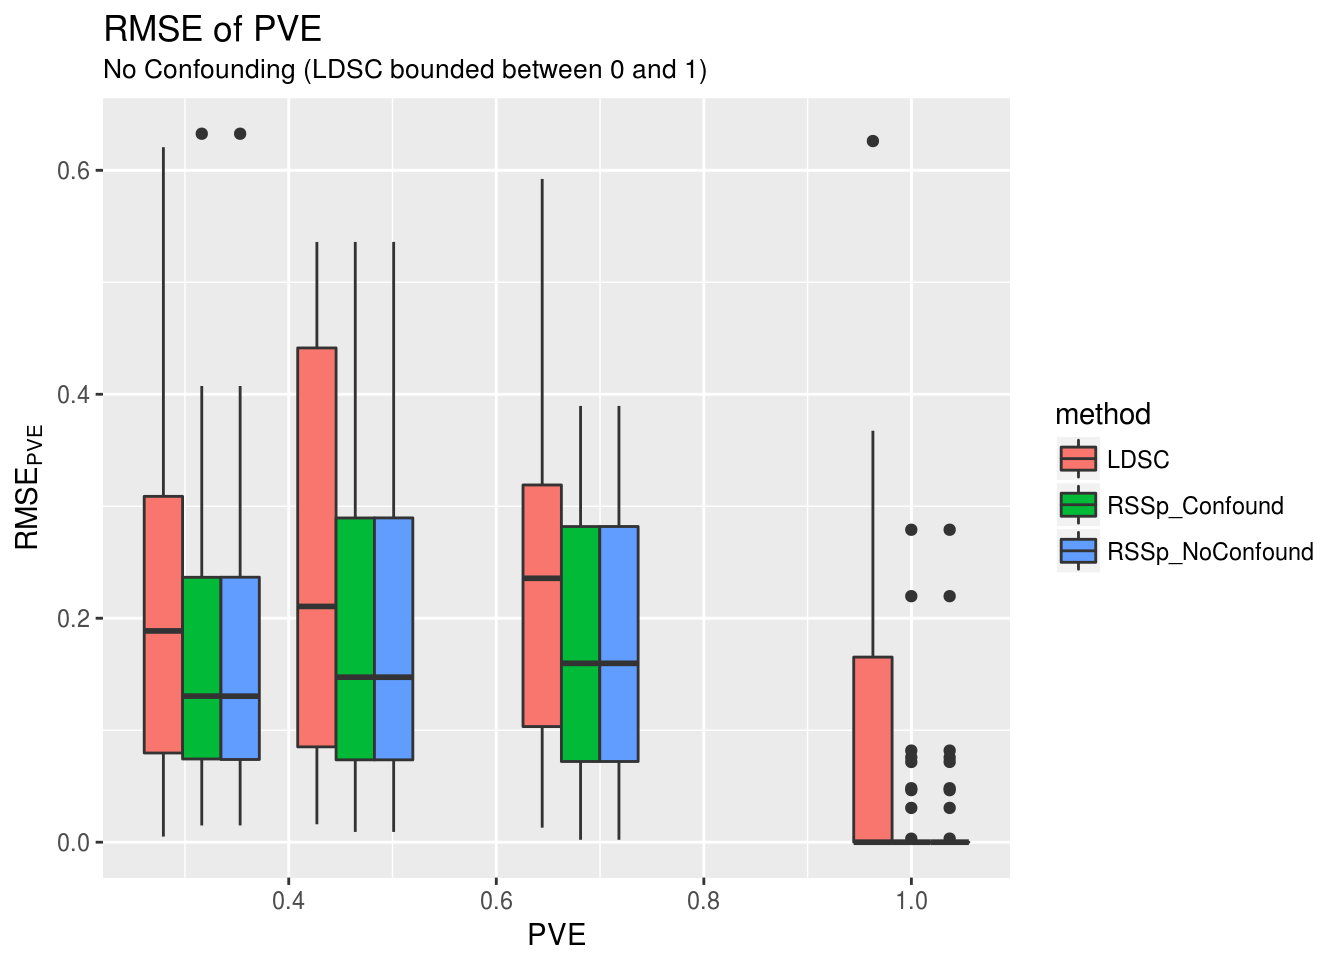 RMSE of PVE
No Confounding (LDSC bounded between 0 and 1)
0.6
0.4
0.2
0.0
RMSE_PVE
0.4 0.6 0.8 1.0
PVE
method
LDSC
RSSp_Confound
RSSp_NoConfound